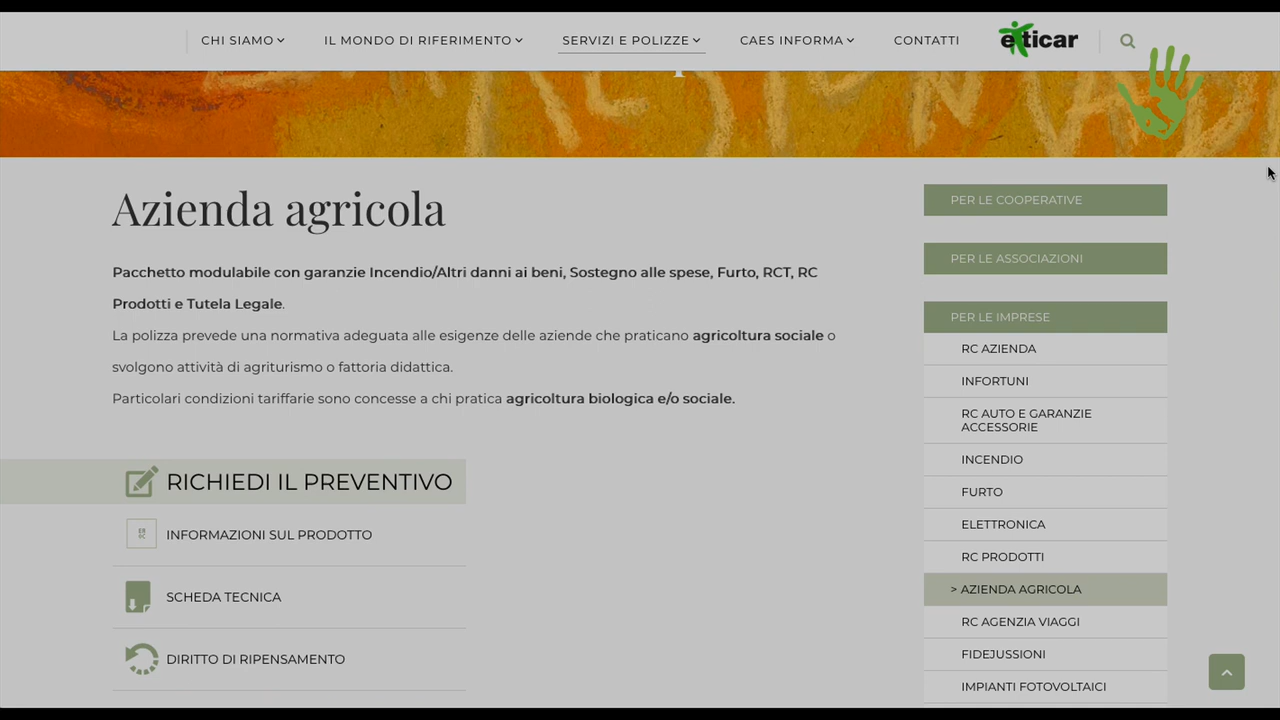 CHI SIAMO
IL MONDO DI RIFERIMENTO
SERVIZI E POLIZZE
CAES INFORMA
CONTATTI
eticar
Azienda agricola
Pacchetto modulabile con garanzie Incendio/Altri danni ai beni, Sostegno alle spese, Furto, RCT, RC
Prodotti e Tutela Legale.
La polizza prevede una normativa adeguata alle esigenze delle aziende che praticano agricoltura sociale o
svolgono attività di agriturismo o fattoria didattica.
Particolari condizioni tariffarie sono concesse a chi pratica agricoltura biologica e/o sociale.
RICHIEDI IL PREVENTIVO
INFORMAZIONI SUL PRODOTTO
SCHEDA TECNICA
DIRITTO DI RIPENSAMENTO
PER LE COOPERATIVE
PER LE ASSOCIAZIONI
PER LE IMPRESE
RC AZIENDA
INFORTUNI
RC AUTO E GARANZIE
ACCESSORIE
INCENDIO
FURTO
ELETTRONICA
RC PRODOTTI
> AZIENDA AGRICOLA
RC AGENZIA VIAGGI
FIDEJUSSIONI
IMPIANTI FOTOVOLTAICI